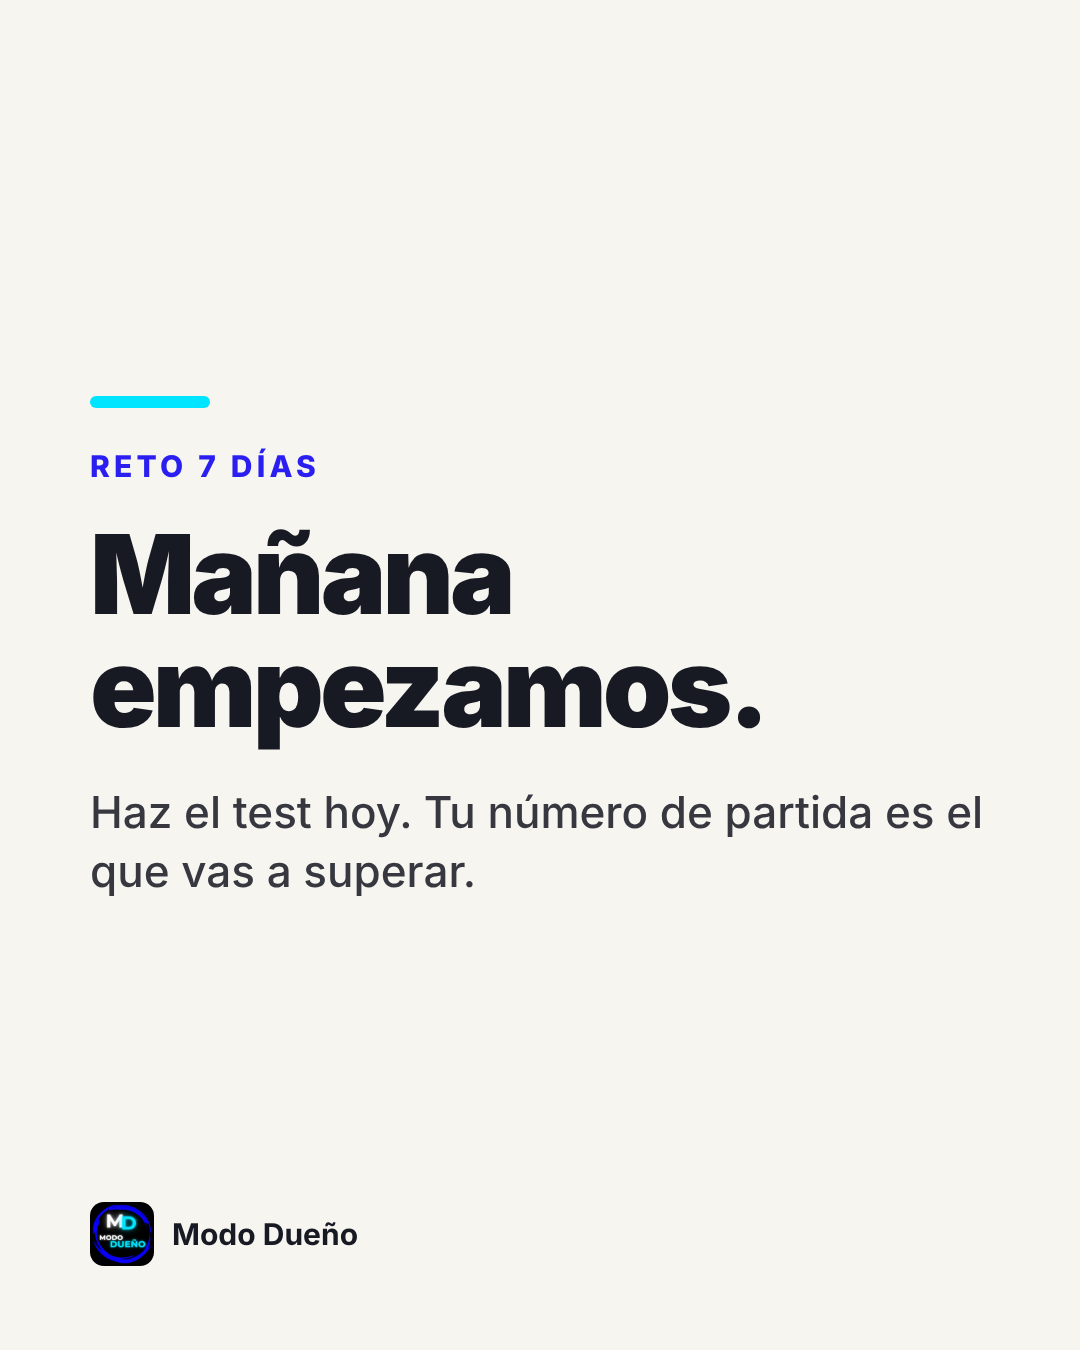 RETO 7 DÍAS
Mañana
empezamos.
Haz el test hoy. Tu número de partida es el
que vas a superar.
MD
MODO
DUEÑO
Modo Dueño